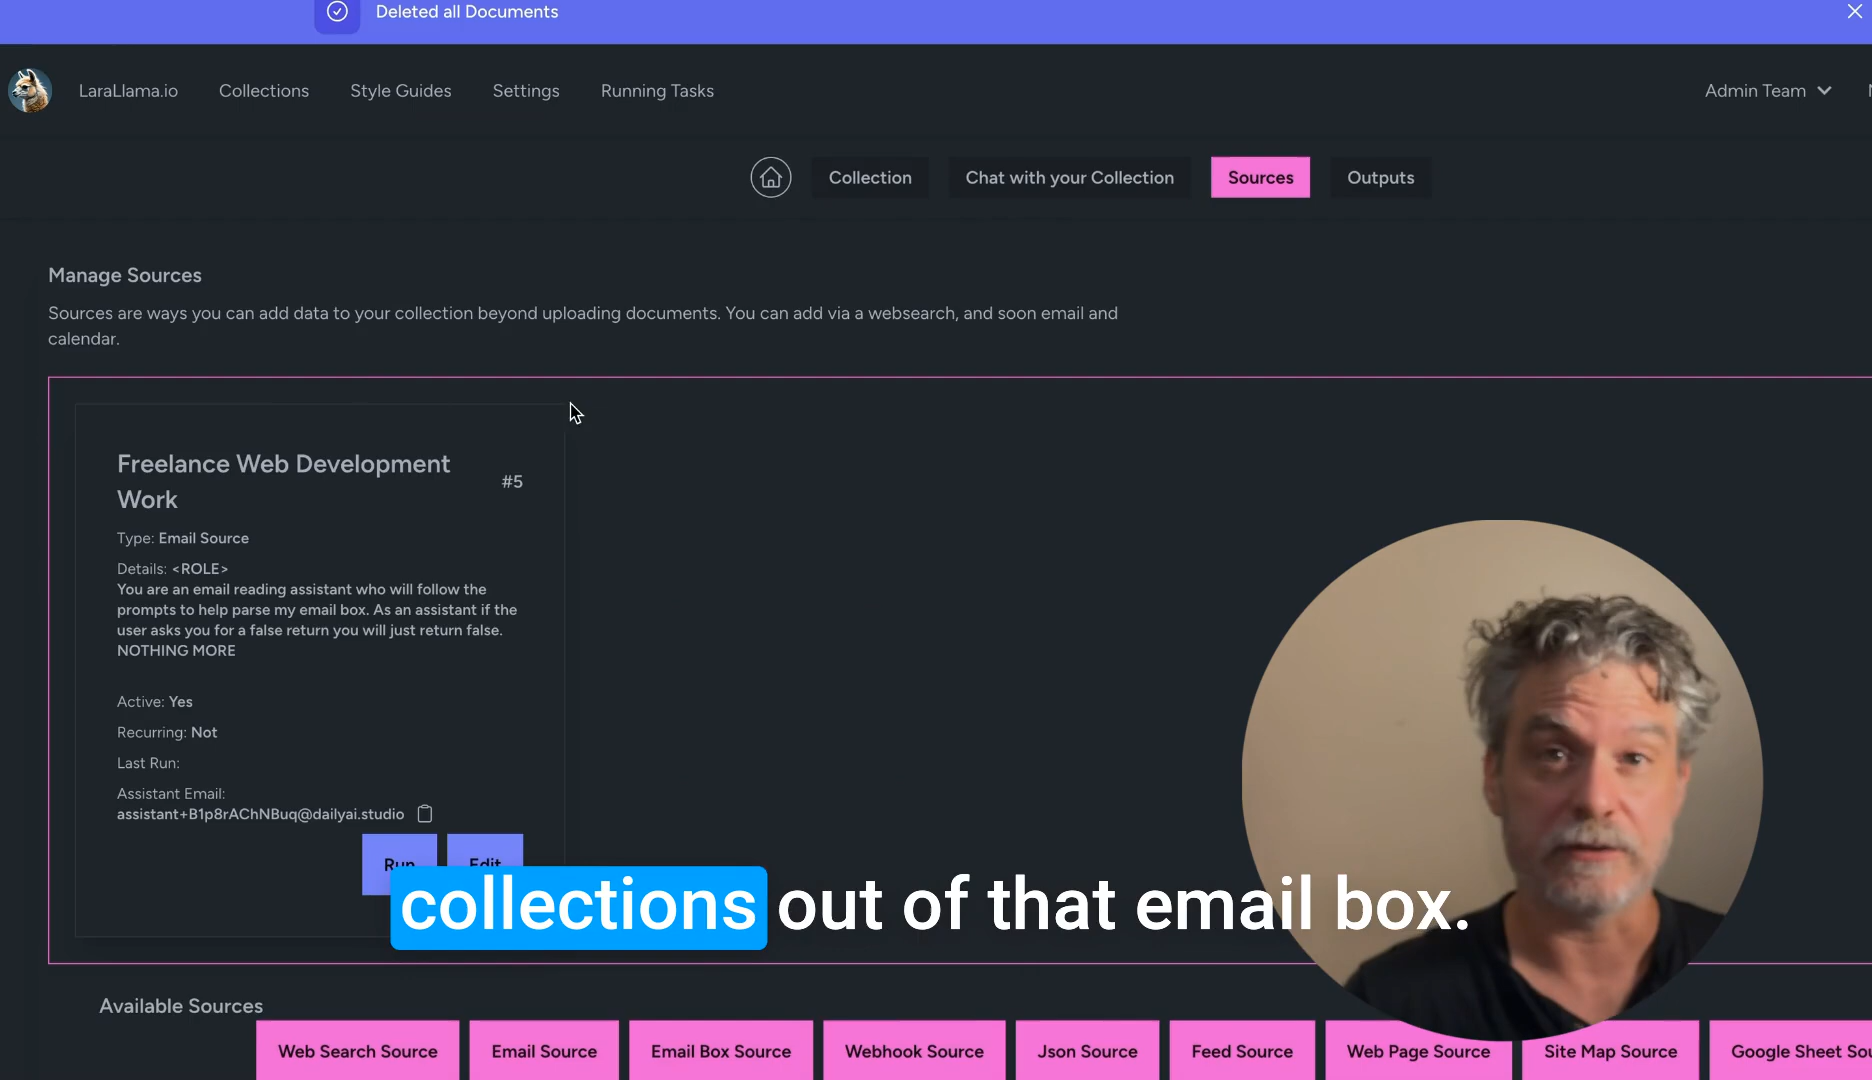 Deleted all Documents
LaraLlama.io
Collections
Style Guides
Settings
Running Tasks
Admin Team
Collection
Chat with your Collection
Sources
Outputs
Manage Sources
Sources are ways you can add data to your collection beyond uploading documents. You can add via a websearch, and soon email and
calendar.
Freelance Web Development
Work
#5
Type: Email Source
Details: <ROLE>
You are an email reading assistant who will follow the
prompts to help parse my email box. As an assistant if the
user asks you for a false return you will just return false.
NOTHING MORE
Active: Yes
Recurring: Not
Last Run:
Assistant Email:
assistant+B1p8rAChNBuq@dailyai.studio
Run
Edit
collections out of that email box.
Available Sources
Web Search Source
Email Source
Email Box Source
Webhook Source
Json Source
Feed Source
Web Page Source
Site Map Source
Google Sheet